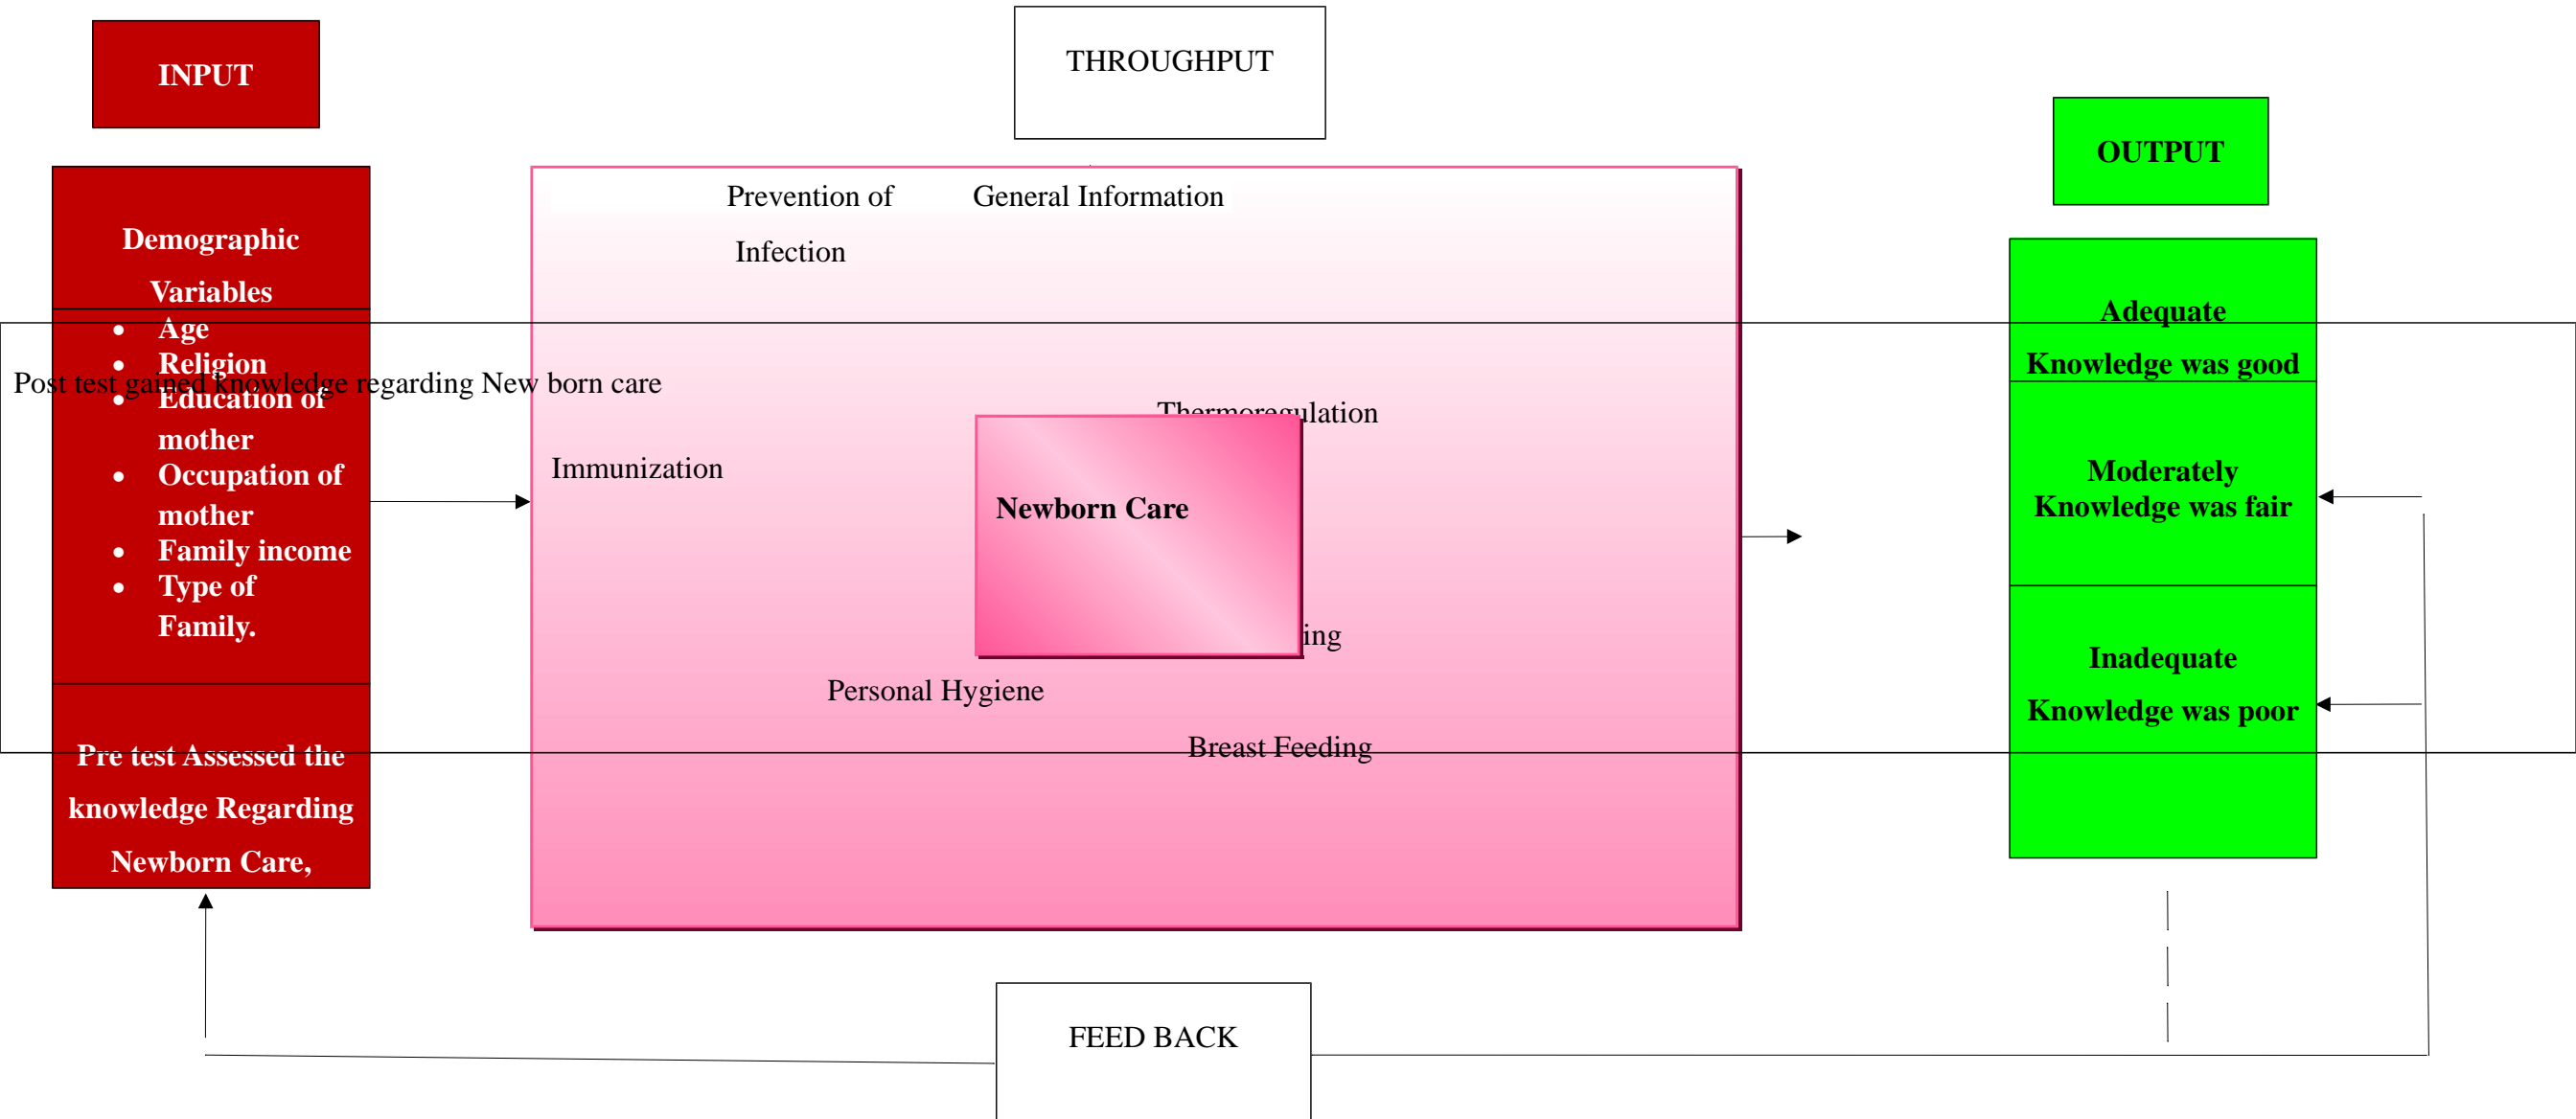 INPUT
THROUGHPUT
OUTPUT
Demographic
Variables
• Age
• Religion
• Education of
mother
• Occupation of
mother
• Family income
• Type of
Family.
Pre test Assessed the
knowledge Regarding
Newborn Care,
Post test gained knowledge regarding New born care
Prevention of General Information
Infection
Thermoregulation
Immunization
Newborn Care
ing
Personal Hygiene
Breast Feeding
Adequate
Knowledge was good
Moderately
Knowledge was fair
Inadequate
Knowledge was poor
FEED BACK